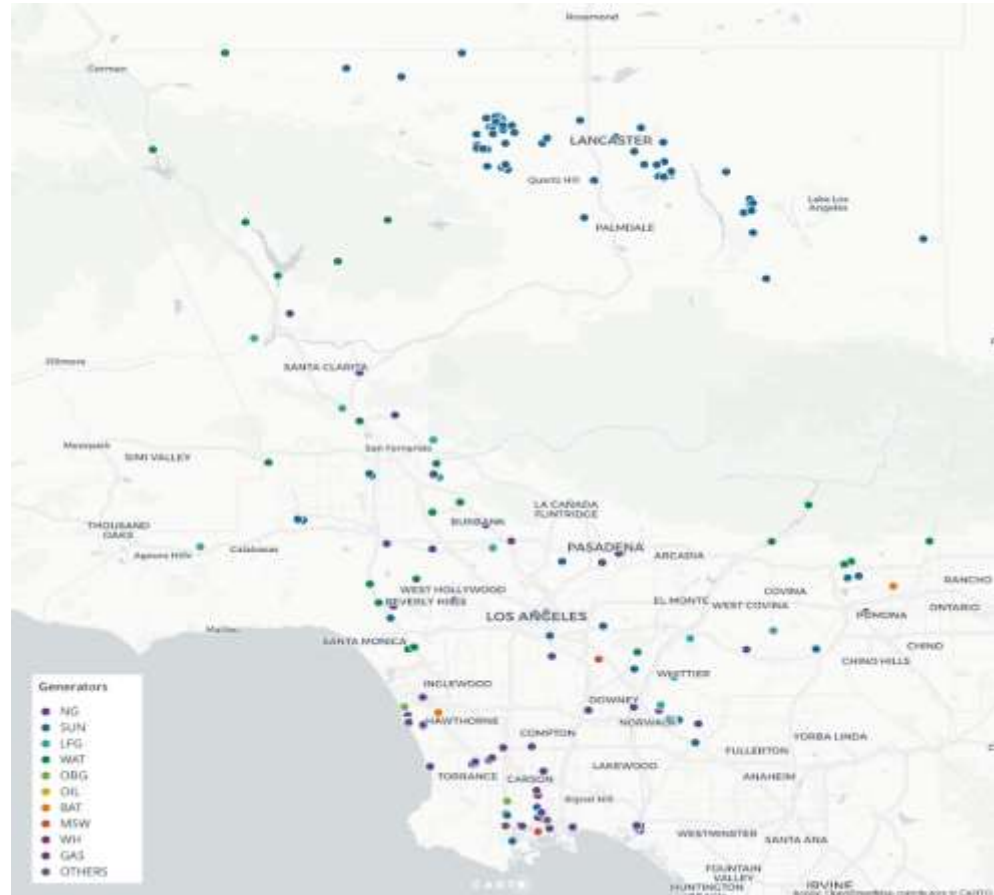 Rosemond
Gorman
LANCASTER
Quartz Hill
Lake Los
Angeles
PALMDALE
Fillmore
SANTA CLARITA
Moorpark
SIMI VALLEY
San Fernando
THOUSAND
OAKS
Agoura Hills
Calabasas
BURBANK
LA CAÑADA
FLINTRIDGE
PASADENA
ARCADIA
WEST HOLLYWOOD
BEVERLY HILLS
EL MONTE
WEST COVINA
COVINA
RANCHO
ONTARIO
POMONA
LOS ANGELES
Malibu
SANTA MONICA
CHINO
CHINO HILLS
WHITTIER
INGLEWOOD
DOWNEY
HAWTHORNE
NORWALK
COMPTON
YORBA LINDA
FULLERTON
LAKEWOOD
TORRANCE
CARSON
ANAHEIM
Signal Hill
WESTMINSTER
SANTA ANA
FOUNTAIN
VALLEY
HUNTINGTON
IRVINE
CARTO
Generators
NG
SUN
LFG
WAT
OBG
OIL
BAT
MSW
WH
GAS
OTHERS